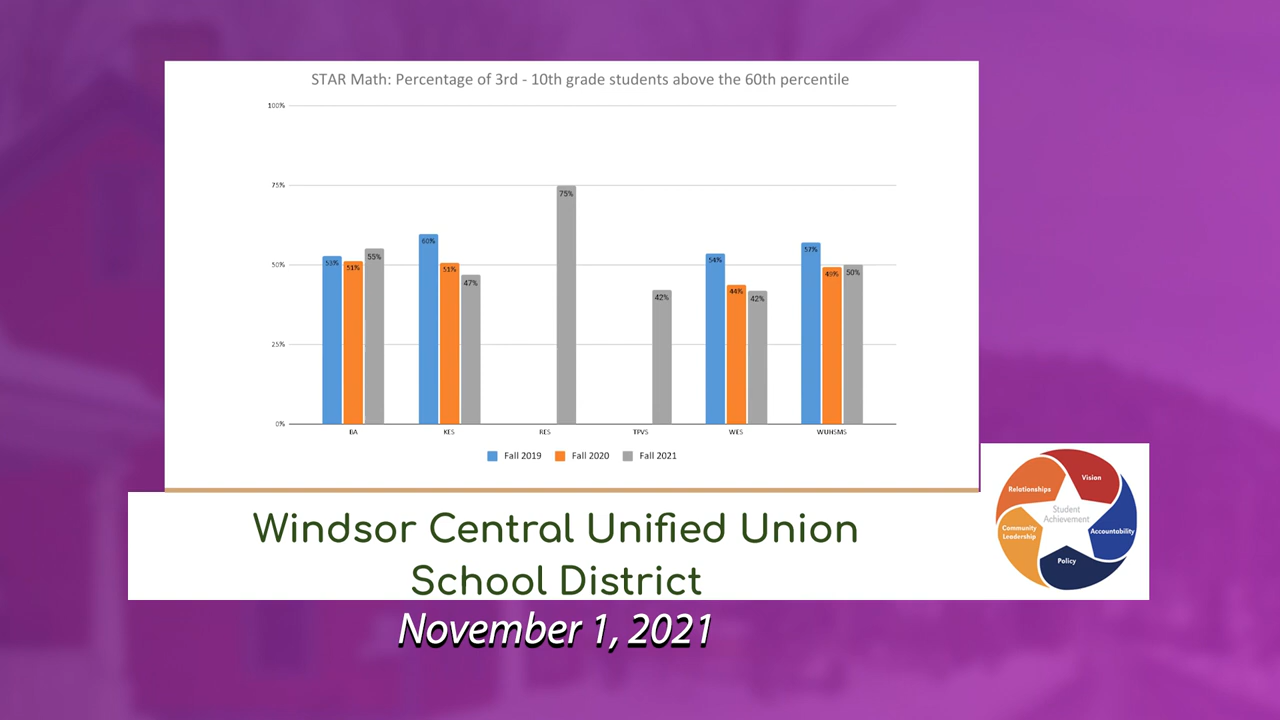 STAR Math: Percentage of 3rd - 10th grade students above the 60th percentile
100%
75%
50%
25%
0%
53%
51%
55%
60%
51%
47%
75%
42%
54%
44%
42%
57%
49%
50%
BA
KES
RES
TPVS
WES
WUHSMS
Fall 2019
Fall 2020
Fall 2021
Windsor Central Unified Union
School District
November 1, 2021
Relationships
Vision
Student
Achievement
Community
Leadership
Accountability
Policy